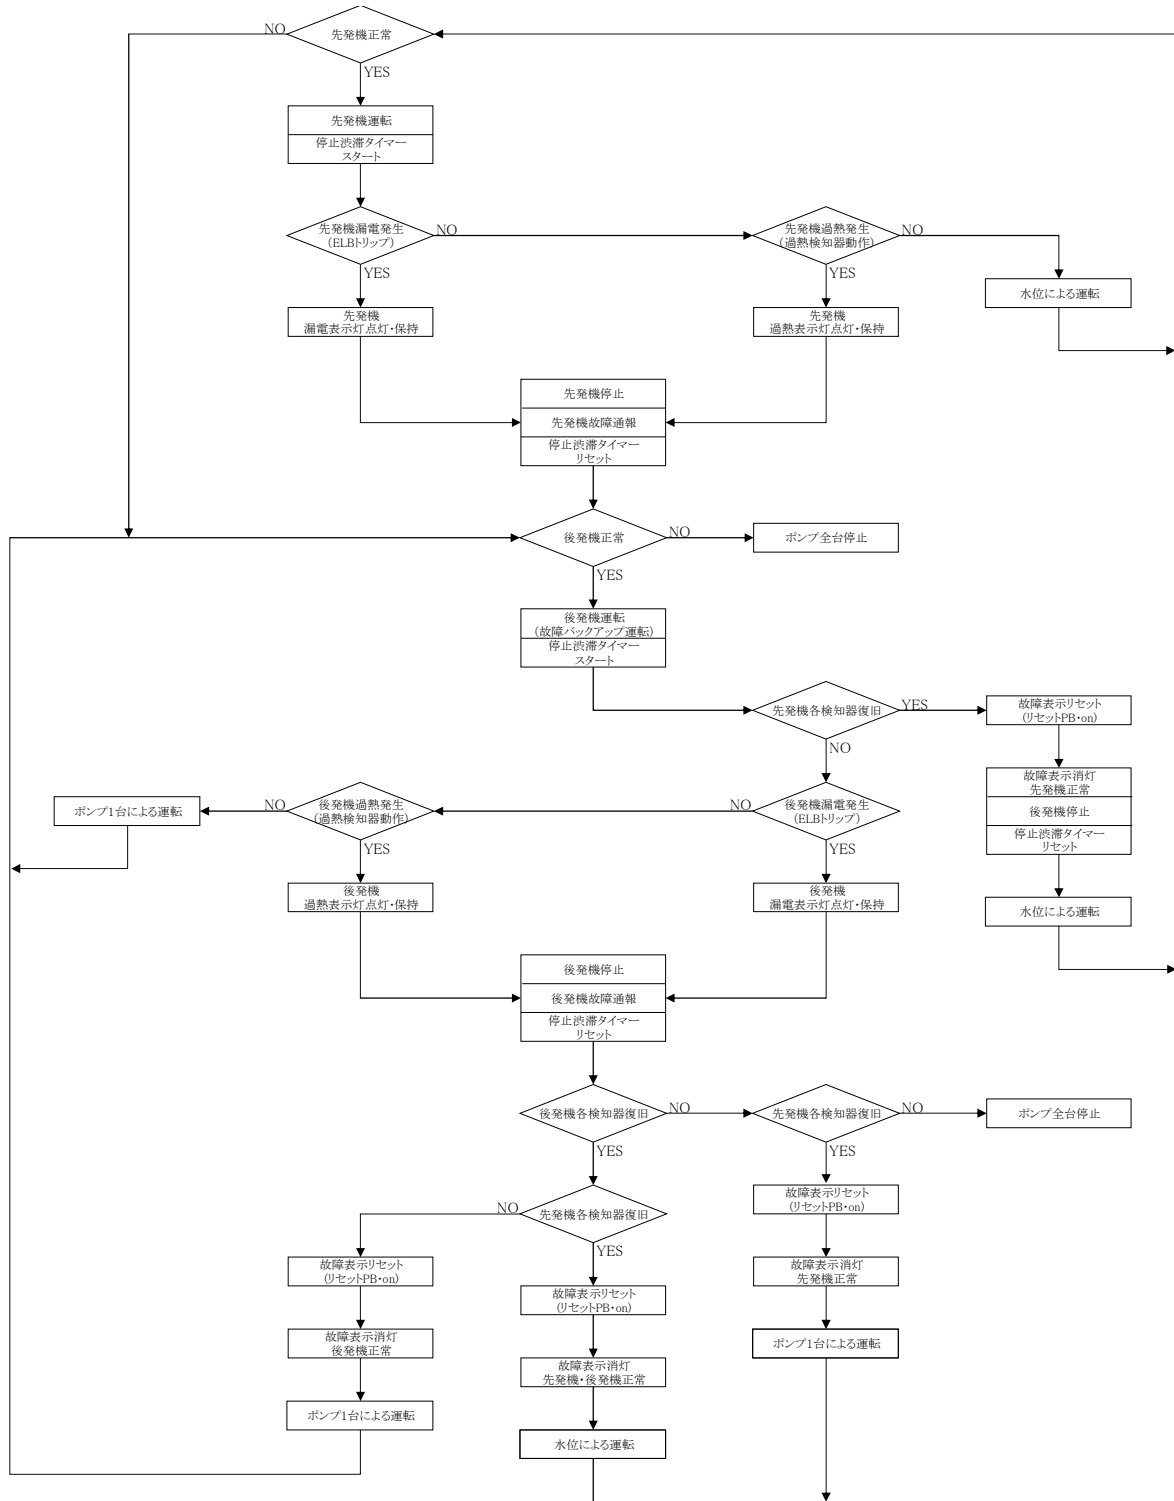 NO
先発機正常
YES
先発機運転
停止渋滞タイマー
スタート
先発機漏電発生
(ELBトリップ)
NO
先発機過熱発生
(過熱検知器動作)
NO
YES
YES
水位による運転
先発機
漏電表示灯点灯・保持
先発機
過熱表示灯点灯・保持
先発機停止
先発機故障通報
停止渋滞タイマー
リセット
後発機正常
NO
ポンプ全台停止
YES
後発機運転
(故障バックアップ運転)
停止渋滞タイマー
スタート
先発機各検知器復旧
YES
故障表示リセット
(リセットPB・on)
NO
故障表示消灯
先発機正常
後発機停止
停止渋滞タイマー
リセット
水位による運転
ポンプ1台による運転
NO
後発機過熱発生
(過熱検知器動作)
NO
後発機漏電発生
(ELBトリップ)
YES
YES
後発機
過熱表示灯点灯・保持
後発機
漏電表示灯点灯・保持
後発機停止
後発機故障通報
停止渋滞タイマー
リセット
後発機各検知器復旧
NO
先発機各検知器復旧
NO
ポンプ全台停止
YES
YES
NO
先発機各検知器復旧
YES
故障表示リセット
(リセットPB・on)
故障表示リセット
(リセットPB・on)
故障表示リセット
(リセットPB・on)
故障表示消灯
先発機正常
故障表示消灯
後発機正常
故障表示消灯
先発機・後発機正常
ポンプ1台による運転
ポンプ1台による運転
水位による運転